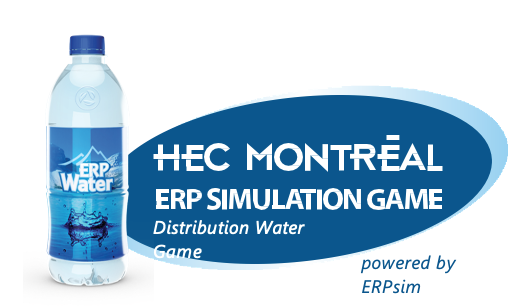 ERP
Water
HEC MONTRĒAL
ERP SIMULATION GAME
Distribution Water
Game
powered by
ERPsim